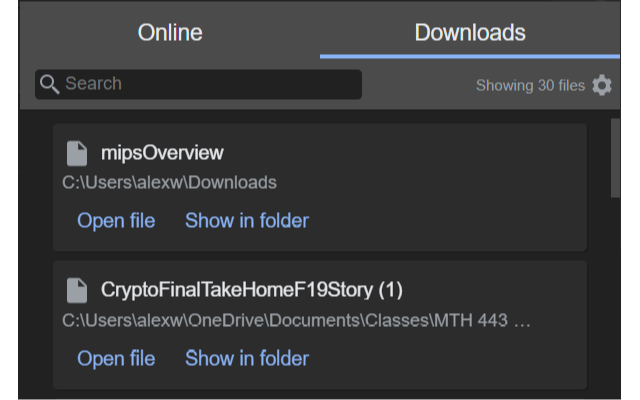 Online
Downloads
Search
Showing 30 files
mipsOverview
C:\Users\alexw\Downloads
Open file Show in folder
CryptoFinalTakeHomeF19Story (1)
C:\Users\alexw\OneDrive\Documents\Classes\MTH 443 ...
Open file Show in folder